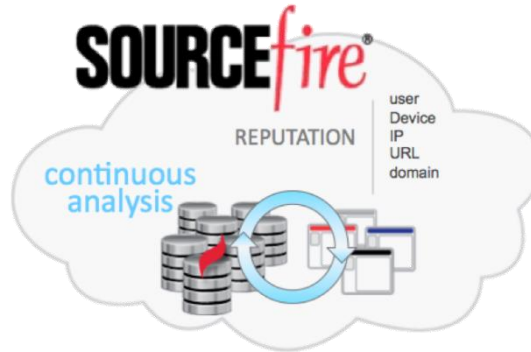 SOURCEfire®
REPUTATION
user
Device
IP
URL
domain
continuous
analysis